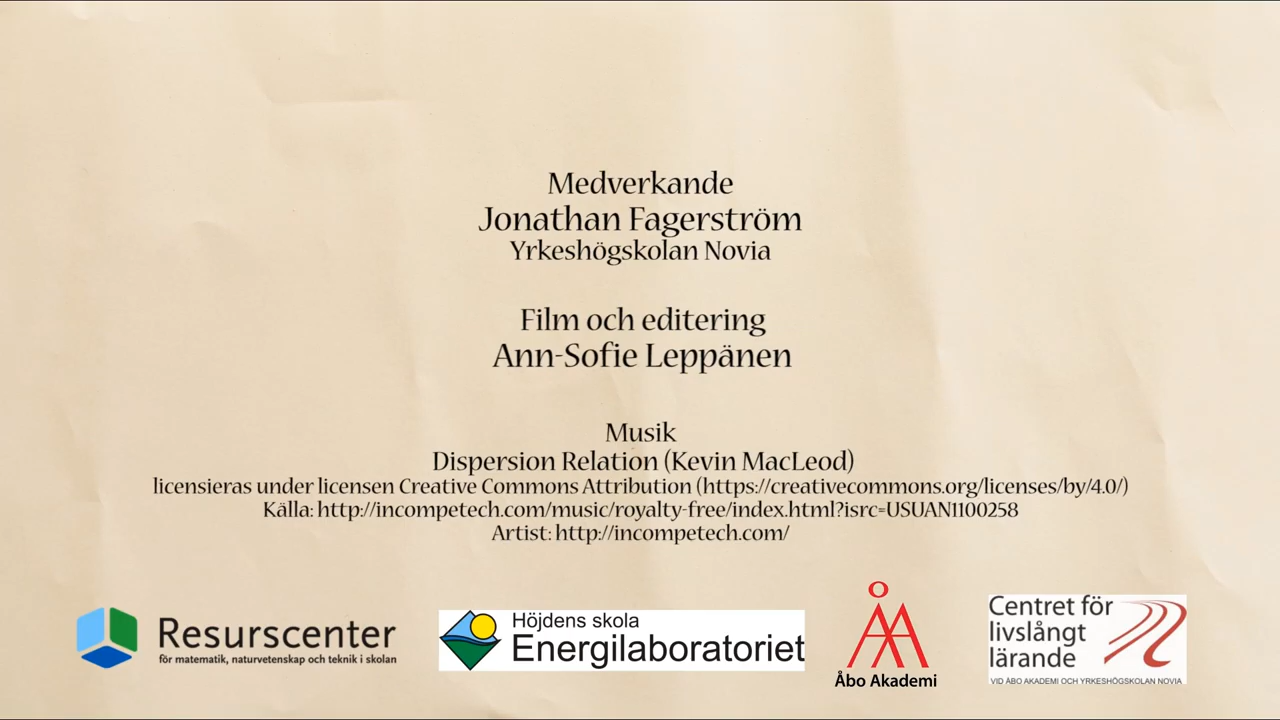 Medverkande
Jonathan Fagerström
Yrkeshögskolan Novia
Film och editering
Ann-Sofie Leppänen
Musik
Dispersion Relation (Kevin MacLeod)
licensieras under licensen Creative Commons Attribution (https://creativecommons.org/licenses/by/4.0/)
Källa: http://incompetech.com/music/royalty-free/index.html?isrc=USUAN1100258
Artist: http://incompetech.com/
Resurscenter
för matematik, naturvetenskap och teknik i skolan
Höjdens skola
Energilaboratoriet
Åbo Akademi
Centret för
livslångt
lärande
VID ÅBO AKADEMI OCH YRKESHÖGSKOLAN NOVIA